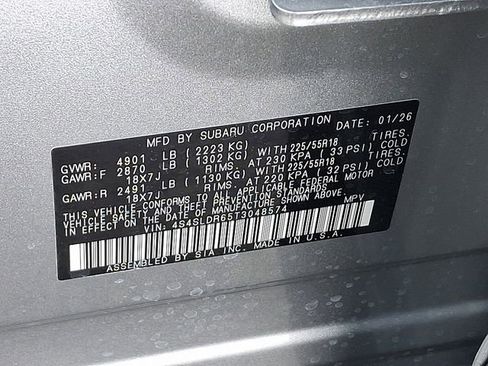 MFD BY SUBARU CORPORATION DATE: 01/26
GVWR: 4901 LB ( 2223 KG)
GAWR:F 2870 LB ( 1302 KG) WITH 225/55R18 TIRES.
18X7J RIMS. AT 230 KPA ( 33 PSI) COLD
GAWR:R 2491 LB ( 1130 KG) WITH 225/55R18 TIRES.
18X7J RIMS. AT 220 KPA ( 32 PSI) COLD
THIS VEHICLE CONFORMS TO ALL APPLICABLE FEDERAL MOTOR
VEHICLE SAFETY, BUMPER, AND THEFT PREVENTION STANDARDS
IN EFFECT ON THE DATE OF MANUFACTURE SHOWN ABOVE.
VIN: 4S4SLDR65T3048574 MPV
ASSEMBLED BY SIA INC. IN U.S.A.